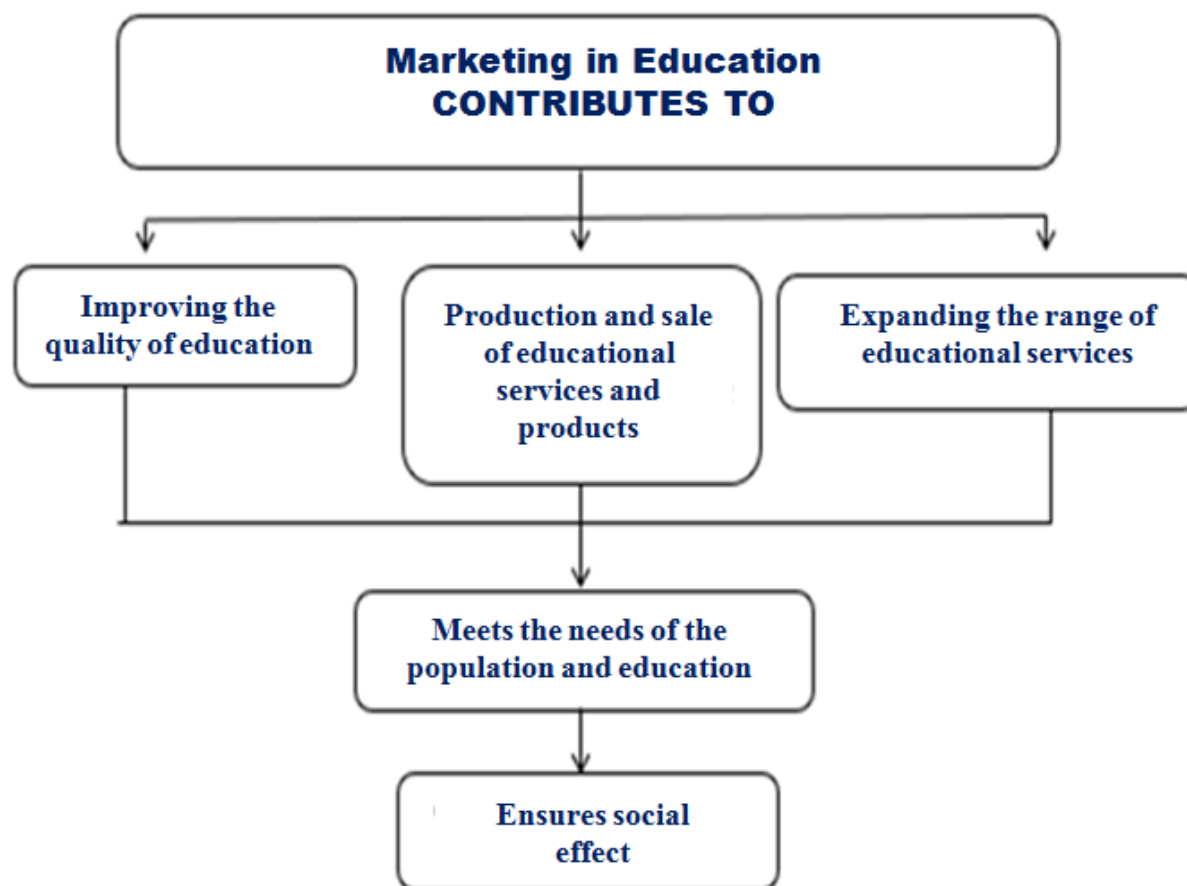 Marketing in Education
CONTRIBUTES TO
Improving the
quality of education
Production and sale
of educational
services and
products
Expanding the range of
educational services
Meets the needs of the
population and education
Ensures social
effect